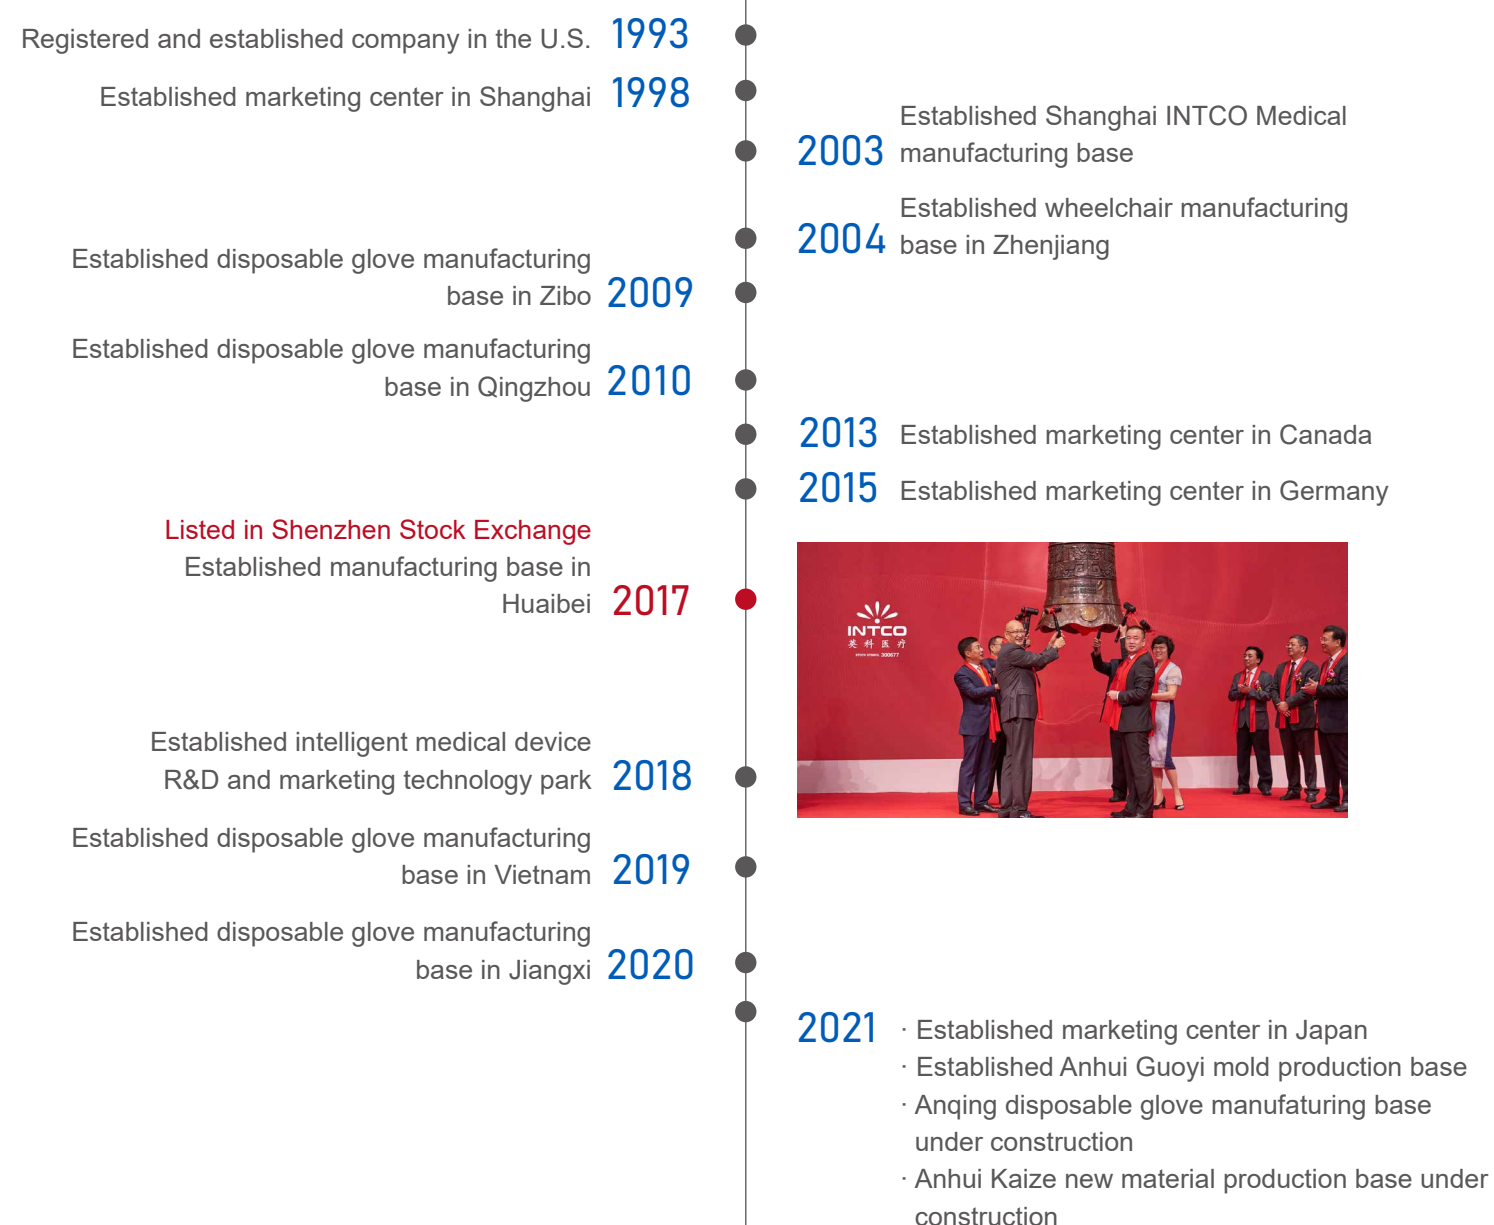 Registered and established company in the U.S. 1993
Established marketing center in Shanghai 1998
2003 Established Shanghai INTCO Medical
manufacturing base
2004 Established wheelchair manufacturing
base in Zhenjiang
Established disposable glove manufacturing
base in Zibo 2009
Established disposable glove manufacturing
base in Qingzhou 2010
2013 Established marketing center in Canada
2015 Established marketing center in Germany
Listed in Shenzhen Stock Exchange
Established manufacturing base in
Huaibei 2017
INTCO
英科医疗
300677
Established intelligent medical device
R&D and marketing technology park 2018
Established disposable glove manufacturing
base in Vietnam 2019
Established disposable glove manufacturing
base in Jiangxi 2020
2021 · Established marketing center in Japan
· Established Anhui Guoyi mold production base
· Anqing disposable glove manufaturing base
under construction
· Anhui Kaize new material production base under
construction